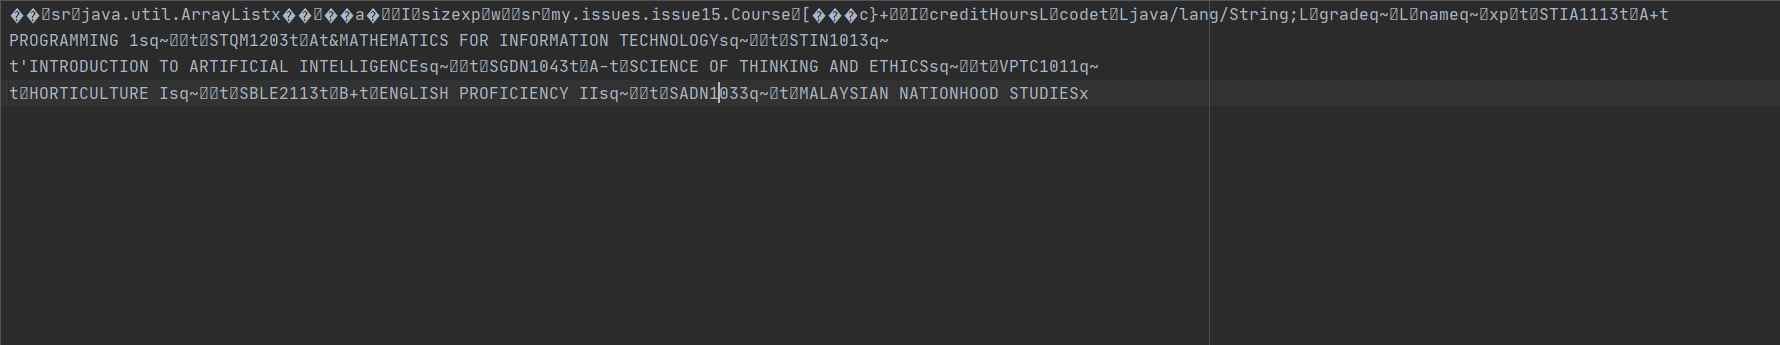 ��␀sr␀java.util.ArrayListx��␀��a�␀␀I␀sizexp␀w␀␀sr␀my.issues.issue15.Course␀[���c}+␀␀I␀creditHoursL␀codet␀Ljava/lang/String;L␀gradeq~␀L␀nameq~␀xp␀t␀STIA1113t␀A+t
PROGRAMMING 1sq~␀␀t␀STQM1203t␀At&MATHEMATICS FOR INFORMATION TECHNOLOGYsq~␀␀t␀STIN1013q~
t'INTRODUCTION TO ARTIFICIAL INTELLIGENCEsq~␀␀t␀SGDN1043t␀A-t␀SCIENCE OF THINKING AND ETHICSsq~␀␀t␀VPTC1011q~
t␀HORTICULTURE Isq~␀␀t␀SBLE2113t␀B+t␀ENGLISH PROFICIENCY IIsq~␀␀t␀SADN1033q~␀t␀MALAYSIAN NATIONHOOD STUDIESx